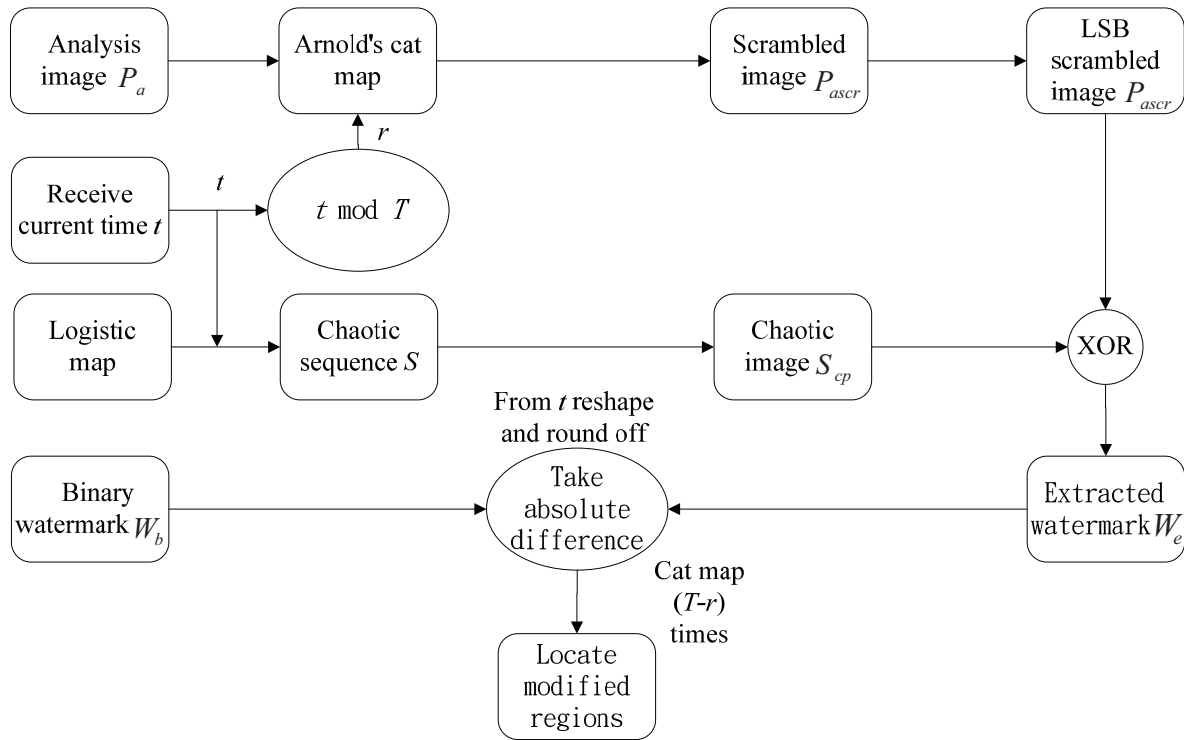 Analysis
image P_a
Arnold's cat
map
Scrambled
image P_ascr
LSB
scrambled
image P_ascr
r
Receive
current time t
t
t mod T
Logistic
map
Chaotic
sequence S
Chaotic
image S_cp
XOR
From t reshape
and round off
Binary
watermark W_b
Take
absolute
difference
Extracted
watermark W_e
Cat map
(T-r)
times
Locate
modified
regions